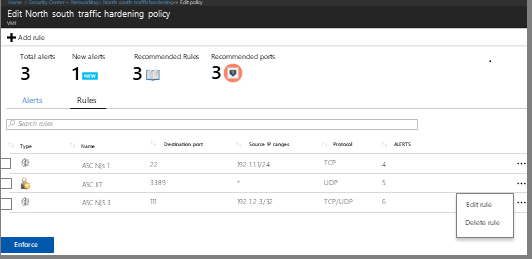 Home > Security Center – Networking - North-south traffic hardening-> Edit policy
Edit North south traffic hardening policy
VM1
Add rule
Total alerts New alerts Recommended Rules Recommended ports
3 1 NEW 3 3
Alerts Rules
Search rules
Type Name Destination port Source IP ranges Protocol ALERTS
ASC N|s 1 22 192.1.1.1/24 TCP 4 ...
ASC JIT 3389 * UDP 5 ...
ASC N|S 3 111 192.1.2.3/32 TCP/UDP 6
Edit rule
Delete rule
Enforce